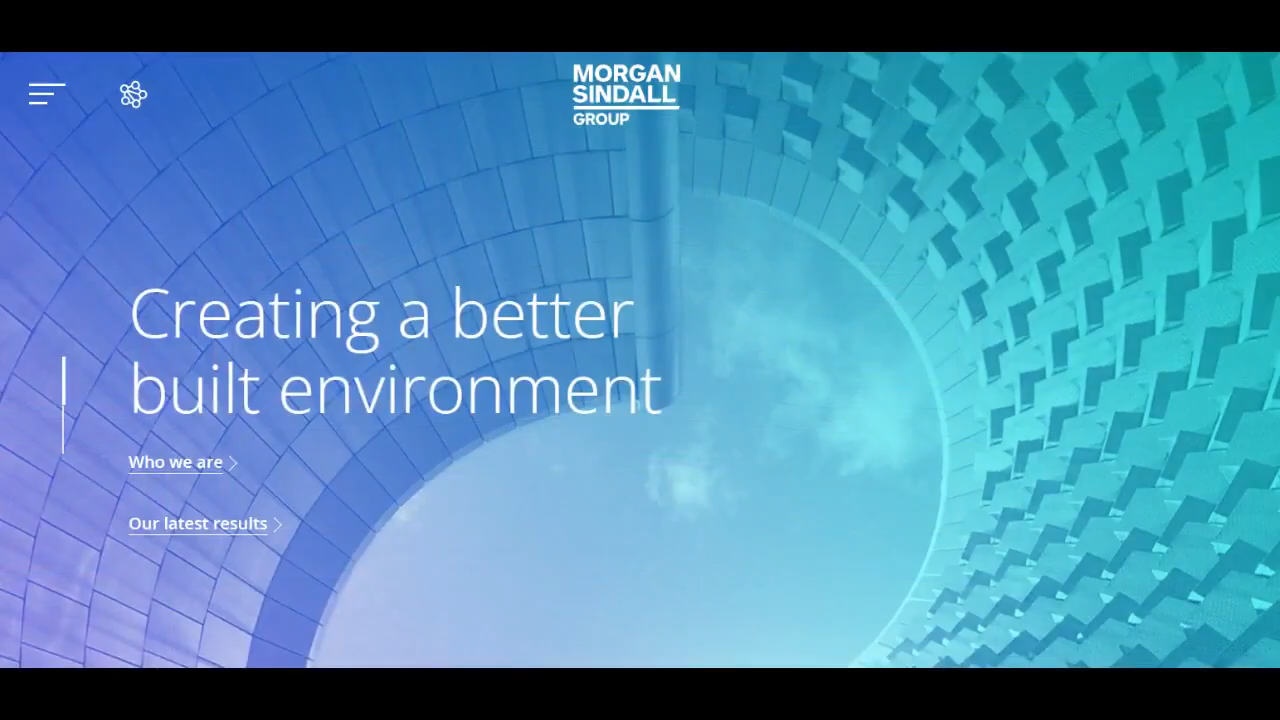 MORGAN
SINDALL
GROUP
Creating a better
built environment
Who we are
Our latest results